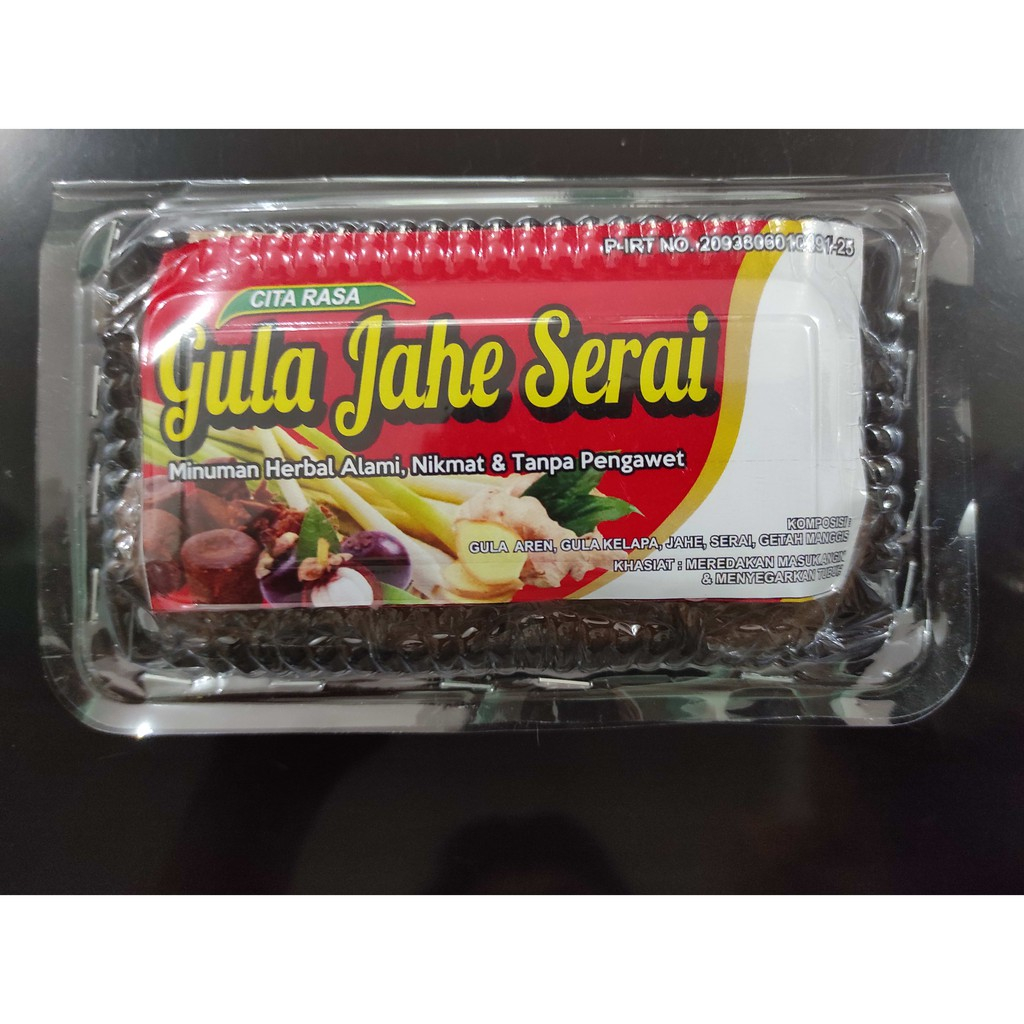 P-IRT NO.
CITA RASA
Gula Jahe Serai
Minuman Herbal Alami, Nikmat & Tanpa Pengawet
KOMPOSISI :
GULA AREN, GULA KELAPA, JAHE, SERAI, GETAH MANGGIS
KHASIAT : MEREDAKAN MASUK ANGIN
& MENYEGARKAN TUBUH